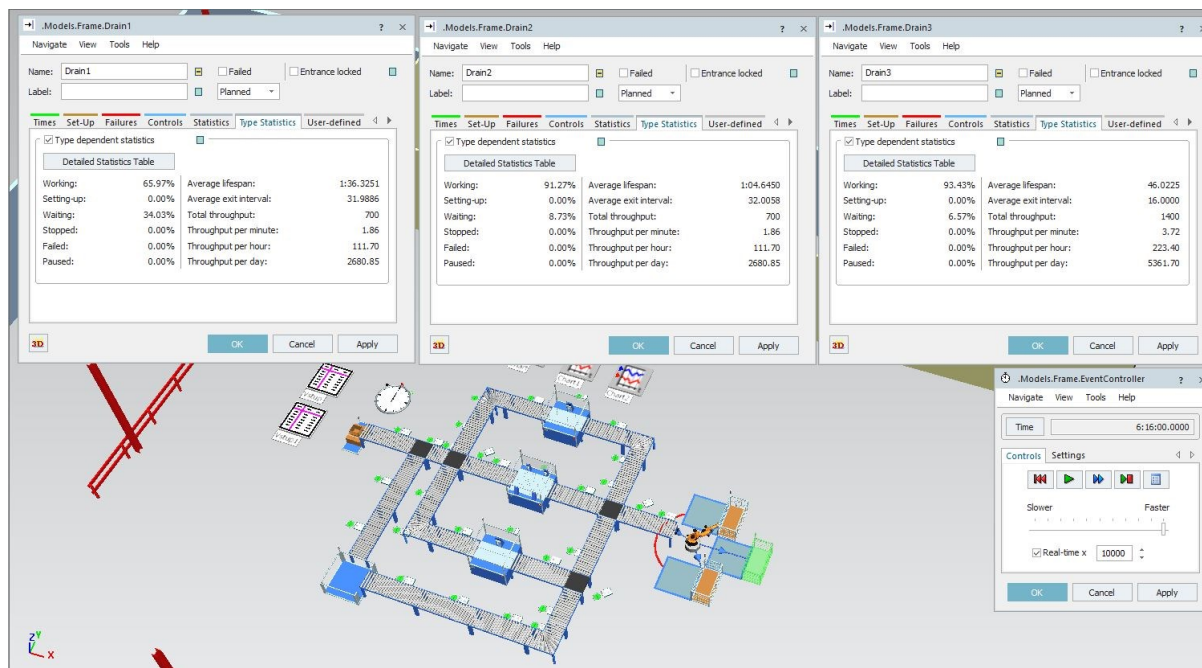 .Models.Frame.Drain1 ? ×
Navigate View Tools Help
Name: Drain1 Failed Entrance locked
Label: Planned
Times Set-Up Failures Controls Statistics Type Statistics User-defined
Type dependent statistics
Detailed Statistics Table
Working: 65.97% Average lifespan: 1:36.3251
Setting-up: 0.00% Average exit interval: 31.9886
Waiting: 34.03% Total throughput: 700
Stopped: 0.00% Throughput per minute: 1.86
Failed: 0.00% Throughput per hour: 111.70
Paused: 0.00% Throughput per day: 2680.85
3D OK Cancel Apply
.Models.Frame.Drain2 ? ×
Navigate View Tools Help
Name: Drain2 Failed Entrance locked
Label: Planned
Times Set-Up Failures Controls Statistics Type Statistics User-defined
Type dependent statistics
Detailed Statistics Table
Working: 91.27% Average lifespan: 1:04.6450
Setting-up: 0.00% Average exit interval: 32.0058
Waiting: 8.73% Total throughput: 700
Stopped: 0.00% Throughput per minute: 1.86
Failed: 0.00% Throughput per hour: 111.70
Paused: 0.00% Throughput per day: 2680.85
3D OK Cancel Apply
.Models.Frame.Drain3 ?
Navigate View Tools Help
Name: Drain3 Failed Entrance locked
Label: Planned
Times Set-Up Failures Controls Statistics Type Statistics User-defined
Type dependent statistics
Detailed Statistics Table
Working: 93.43% Average lifespan: 46.0225
Setting-up: 0.00% Average exit interval: 16.0000
Waiting: 6.57% Total throughput: 1400
Stopped: 0.00% Throughput per minute: 3.72
Failed: 0.00% Throughput per hour: 223.40
Paused: 0.00% Throughput per day: 5361.70
3D OK Cancel Apply
.Models.Frame.EventController ?
Navigate View Tools Help
Time 6:16:00.0000
Controls Settings
Slower Faster
Real-time x 10000
OK Cancel Apply
Z Y X